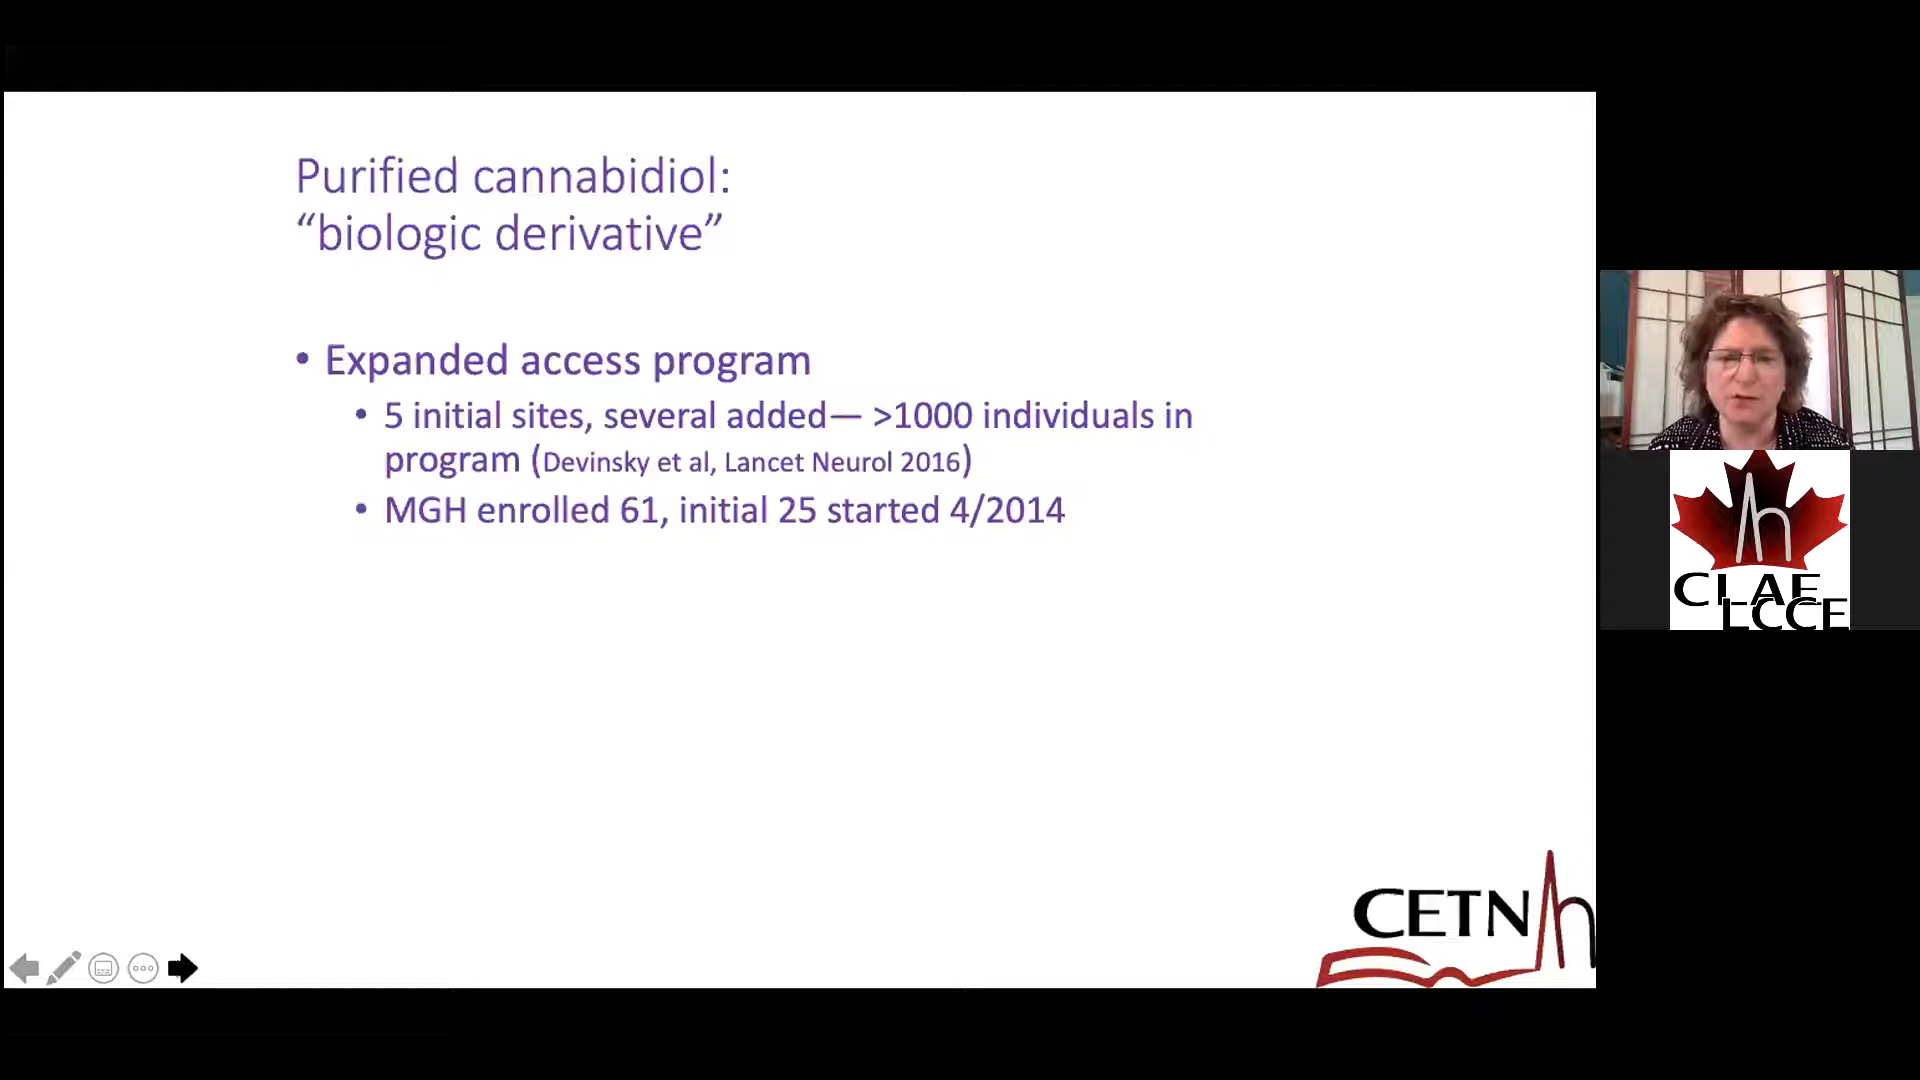 Purified cannabidiol:
“biologic derivative”
• Expanded access program
• 5 initial sites, several added— >1000 individuals in
program (Devinsky et al, Lancet Neurol 2016)
• MGH enrolled 61, initial 25 started 4/2014
CLAE
LCCE
CETN